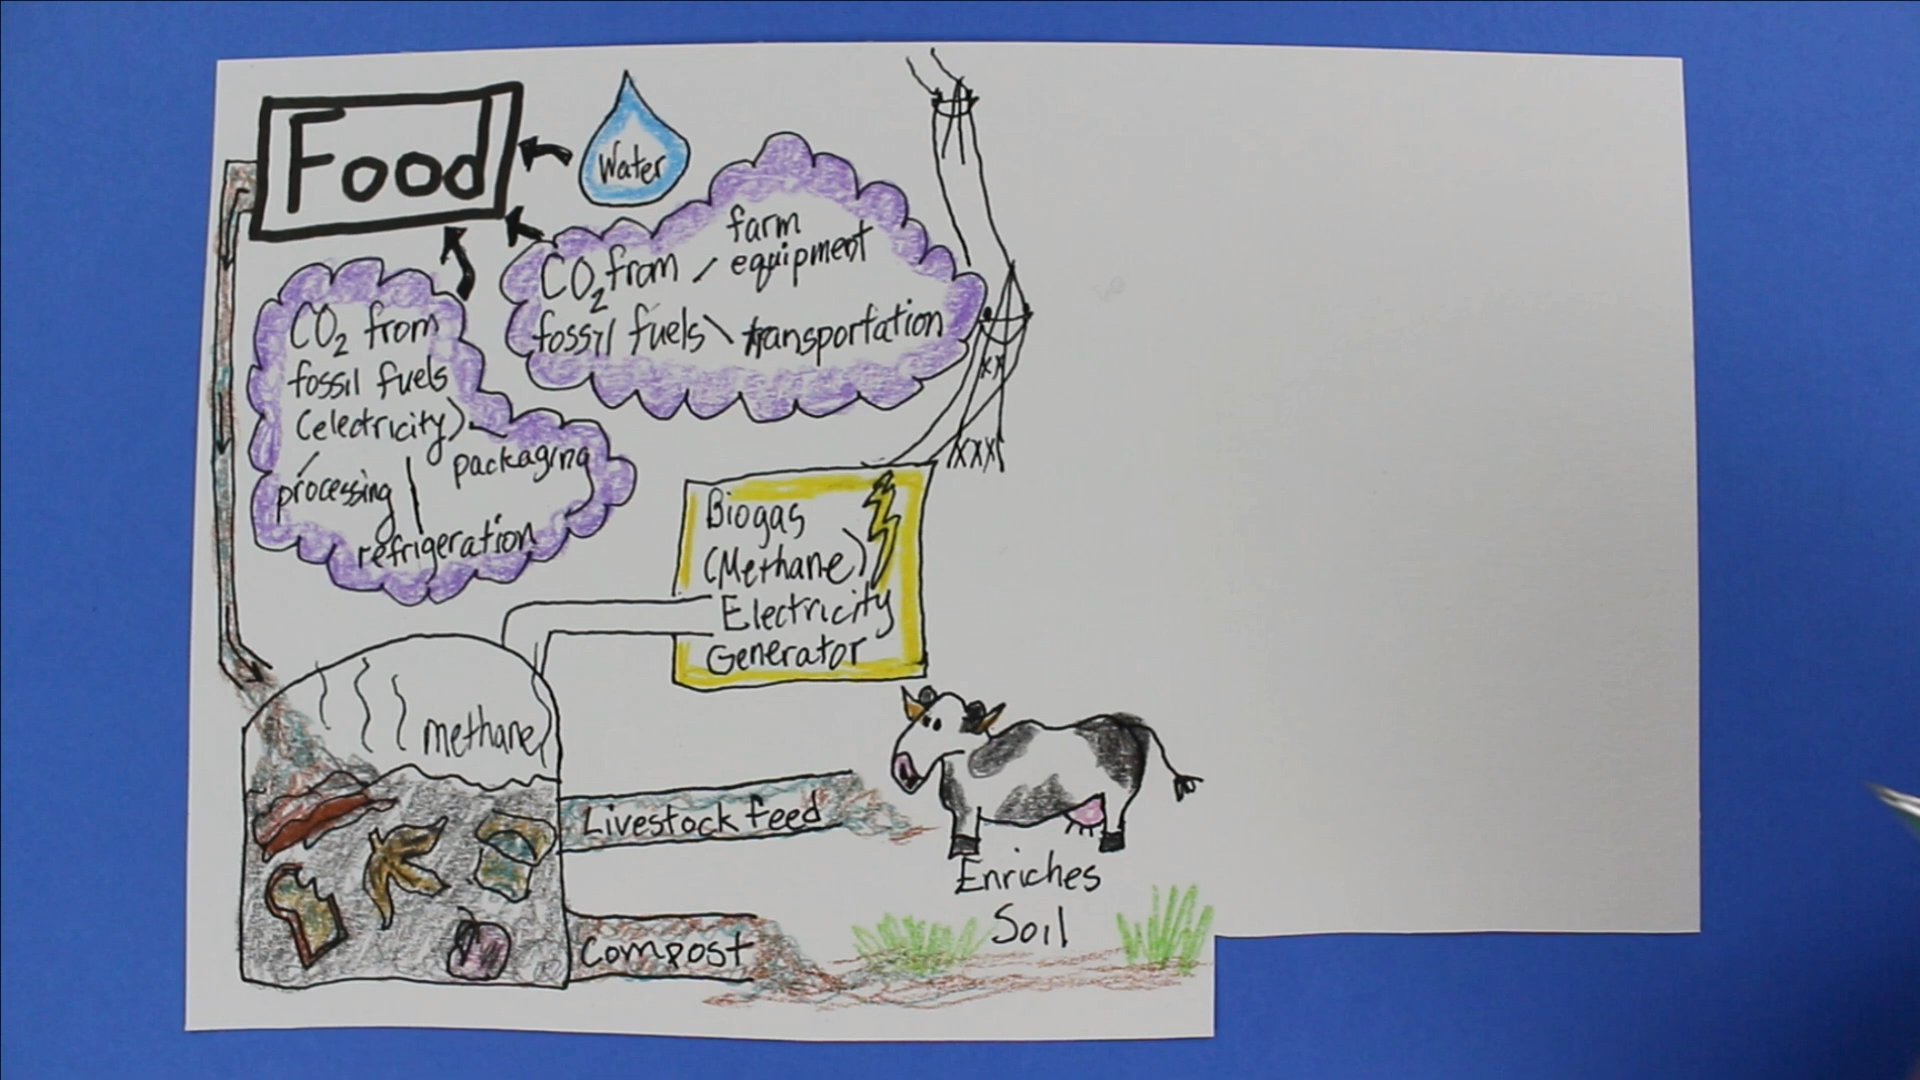 Food
Water
CO2 from
fossil fuels
farm
equipment
transportation
CO2 from
fossil fuels
(electricity)
processing
packaging
refrigeration
Biogas
(Methane)
Electricity
Generator
methane
Livestock feed
Enriches
Soil
compost